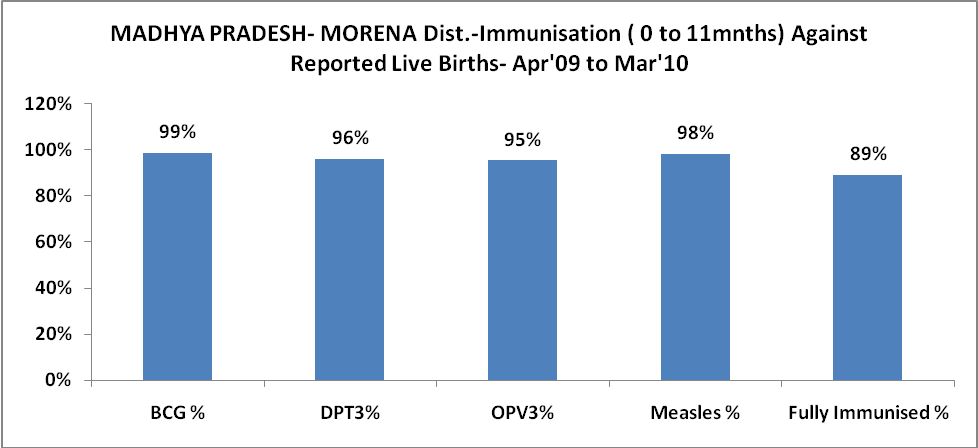 MADHYA PRADESH- MORENA Dist.-Immunisation ( 0 to 11mnths) Against
Reported Live Births- Apr'09 to Mar'10
120%
100%
80%
60%
40%
20%
0%
99%
96%
95%
98%
89%
BCG %
DPT3%
OPV3%
Measles %
Fully Immunised %